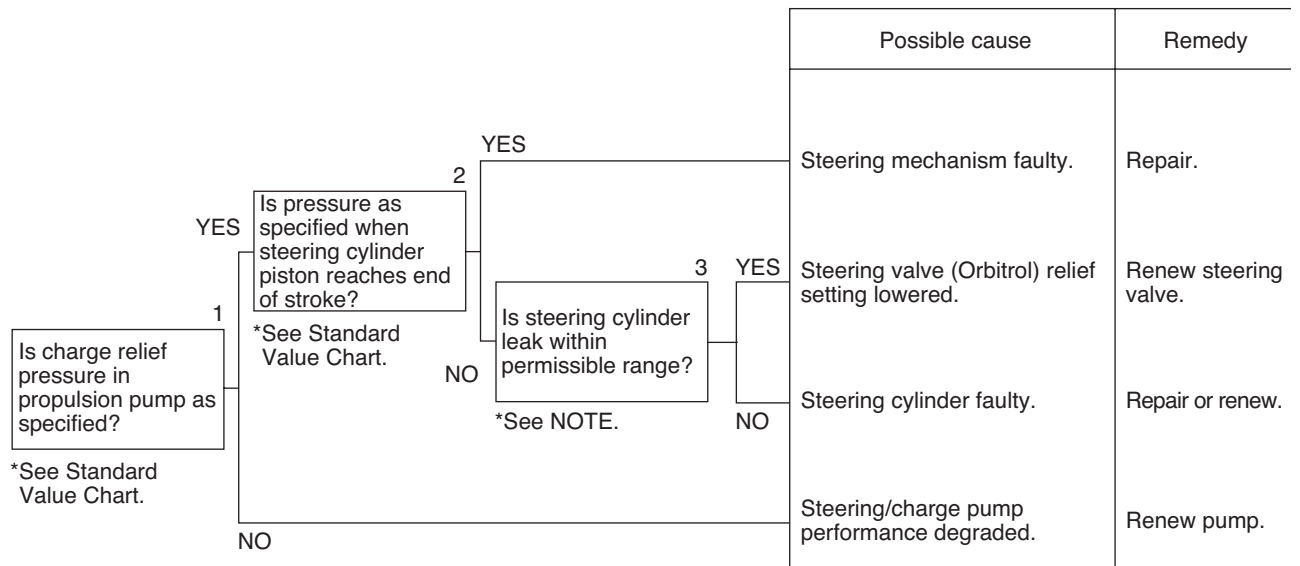 Possible cause
Remedy
YES
Steering mechanism faulty.
Repair.
2
YES
Is pressure as
specified when
steering cylinder
piston reaches end
of stroke?
*See Standard
Value Chart.
3
YES
Steering valve (Orbitrol) relief
setting lowered.
Renew steering
valve.
1
Is charge relief
pressure in
propulsion pump as
specified?
*See Standard
Value Chart.
NO
Is steering cylinder
leak within
permissible range?
*See NOTE.
NO
Steering cylinder faulty.
Repair or renew.
NO
Steering/charge pump
performance degraded.
Renew pump.